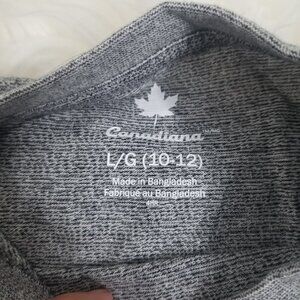 Canadiana
L/G (10-12)
Made in Bangladesh
Fabriqué au Bangladesh